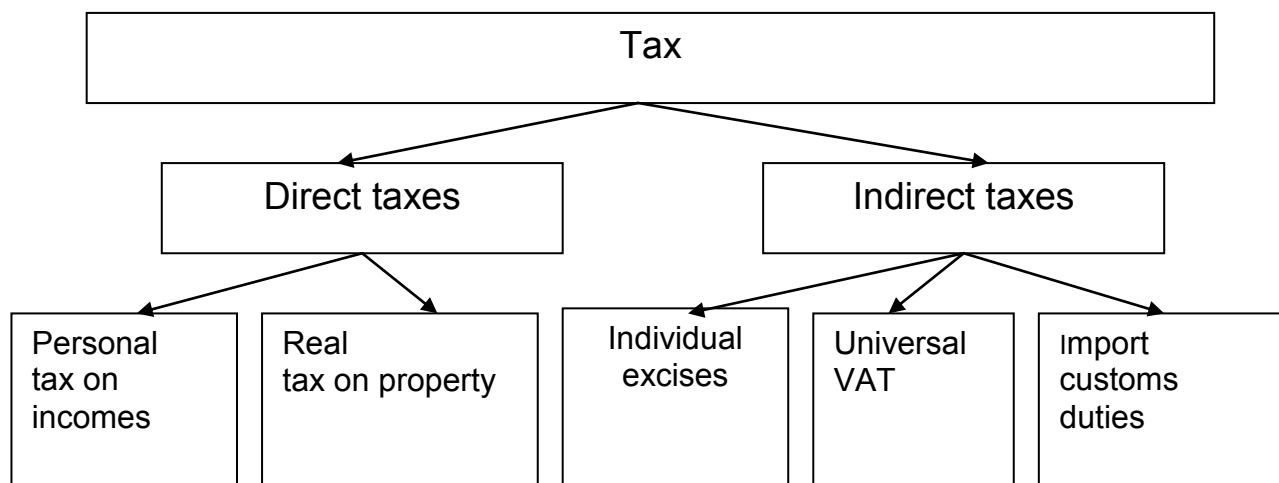 Tax
Direct taxes
Indirect taxes
Personal
tax on
incomes
Real
tax on property
Individual
excises
Universal
VAT
Import
customs
duties